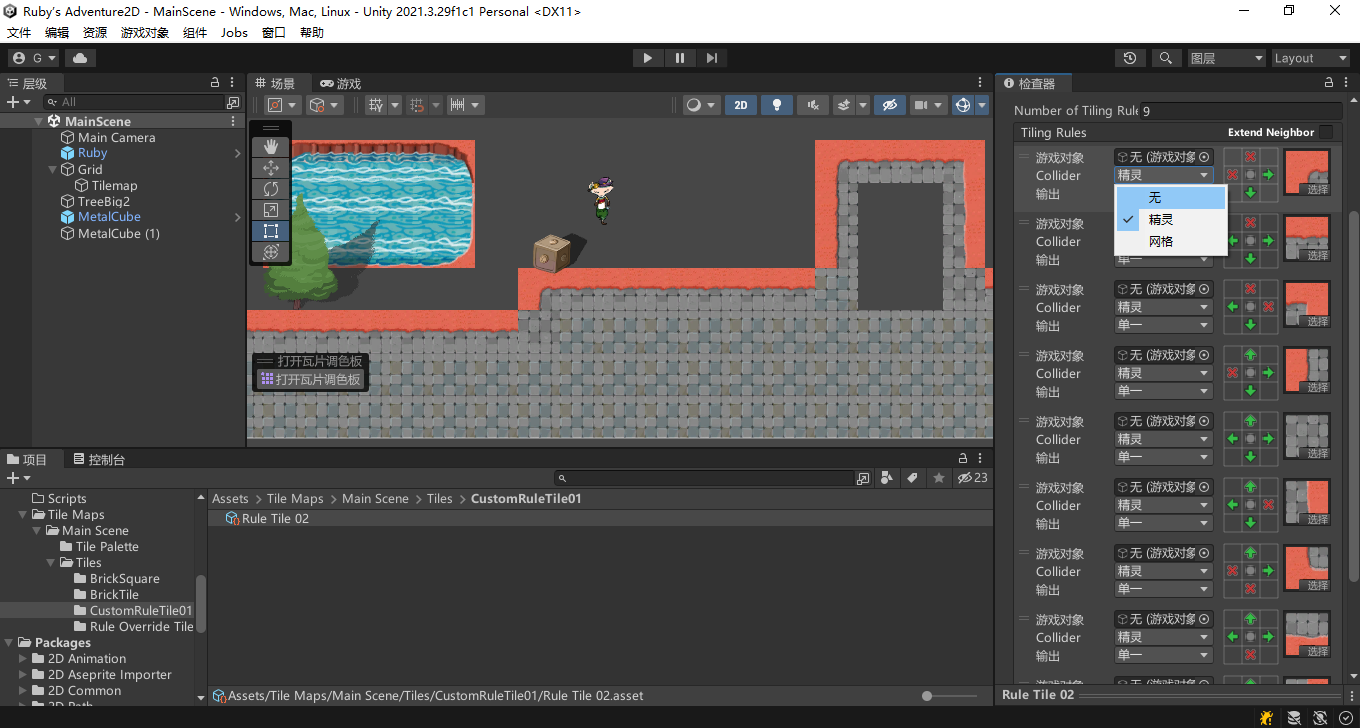 Ruby's Adventure2D - MainScene - Windows, Mac, Linux - Unity 2021.3.29f1c1 Personal <DX11>
文件 编辑 资源 游戏对象 组件 Jobs 窗口 帮助
G
图层
Layout
层级
All
MainScene
Main Camera
Ruby
Grid
Tilemap
TreeBig2
MetalCube
MetalCube (1)
场景 游戏
2D
打开瓦片调色板
打开瓦片调色板
检查器
Number of Tiling Rule 9
Tiling Rules Extend Neighbor
游戏对象 无 (游戏对象
Collider 精灵
输出
选择
无
精灵
网格
游戏对象
Collider
输出 单一
选择
游戏对象 无 (游戏对象
Collider 精灵
输出 单一
选择
游戏对象 无 (游戏对象
Collider 精灵
输出 单一
选择
游戏对象 无 (游戏对象
Collider 精灵
输出 单一
选择
游戏对象 无 (游戏对象
Collider 精灵
输出 单一
选择
游戏对象 无 (游戏对象
Collider 精灵
输出 单一
选择
游戏对象 无 (游戏对象
Collider 精灵
输出 单一
选择
Rule Tile 02
项目 控制台
23
Scripts
Tile Maps
Main Scene
Tile Palette
Tiles
BrickSquare
BrickTile
CustomRuleTile01
Rule Override Tile
Packages
2D Animation
2D Aseprite Importer
2D Common
Assets > Tile Maps > Main Scene > Tiles > CustomRuleTile01
Rule Tile 02
Assets/Tile Maps/Main Scene/Tiles/CustomRuleTile01/Rule Tile 02.asset